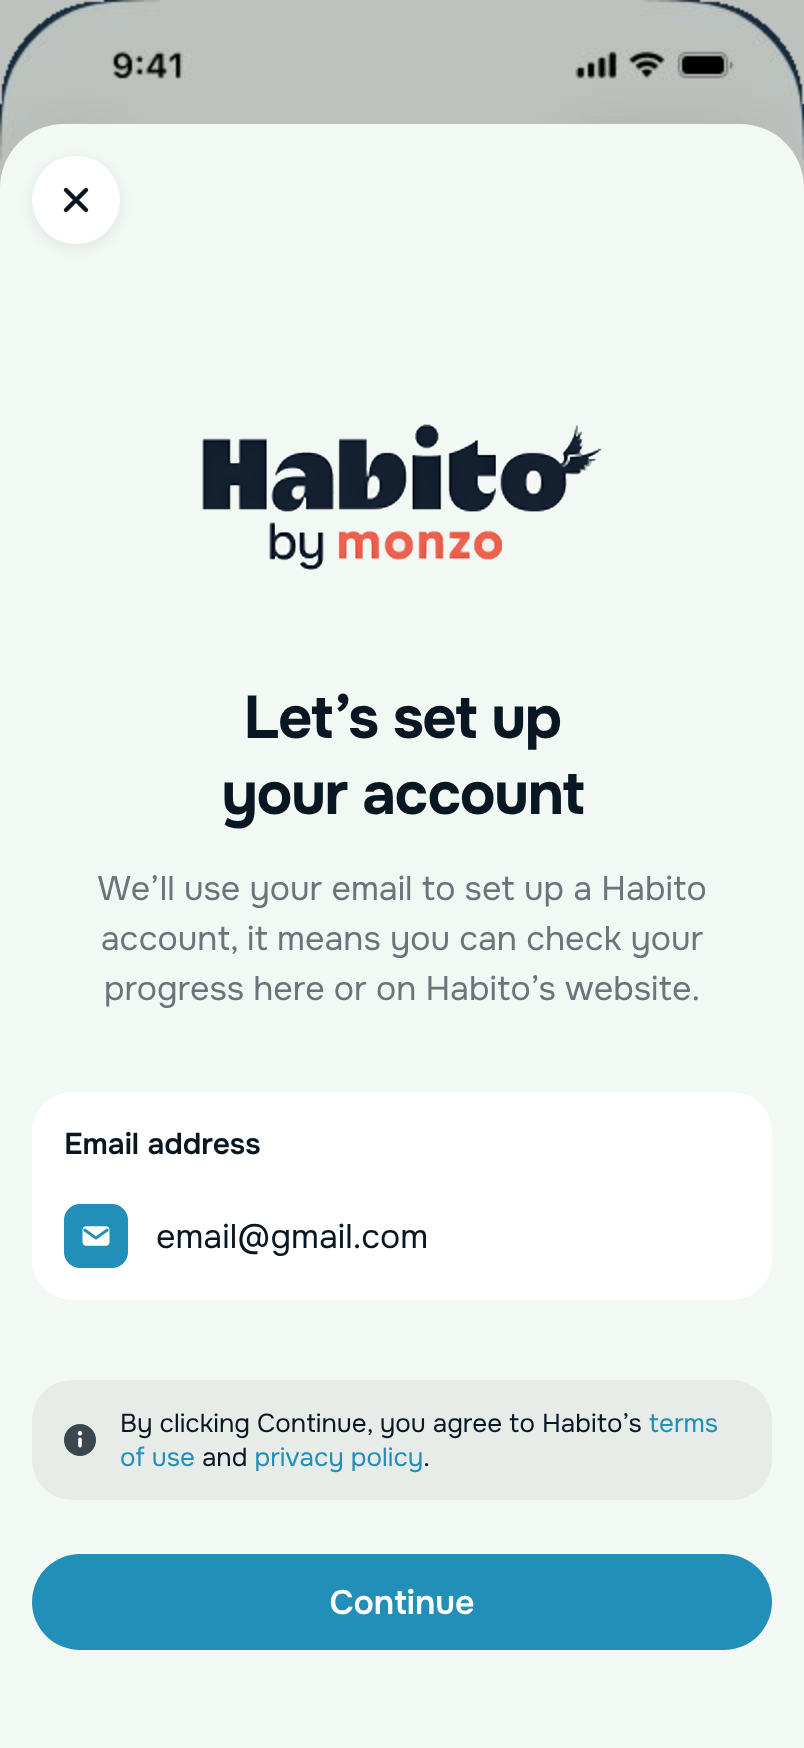 9:41
Habito
by monzo
Let’s set up
your account
We’ll use your email to set up a Habito
account, it means you can check your
progress here or on Habito’s website.
Email address
email@gmail.com
By clicking Continue, you agree to Habito’s terms
of use and privacy policy.
Continue